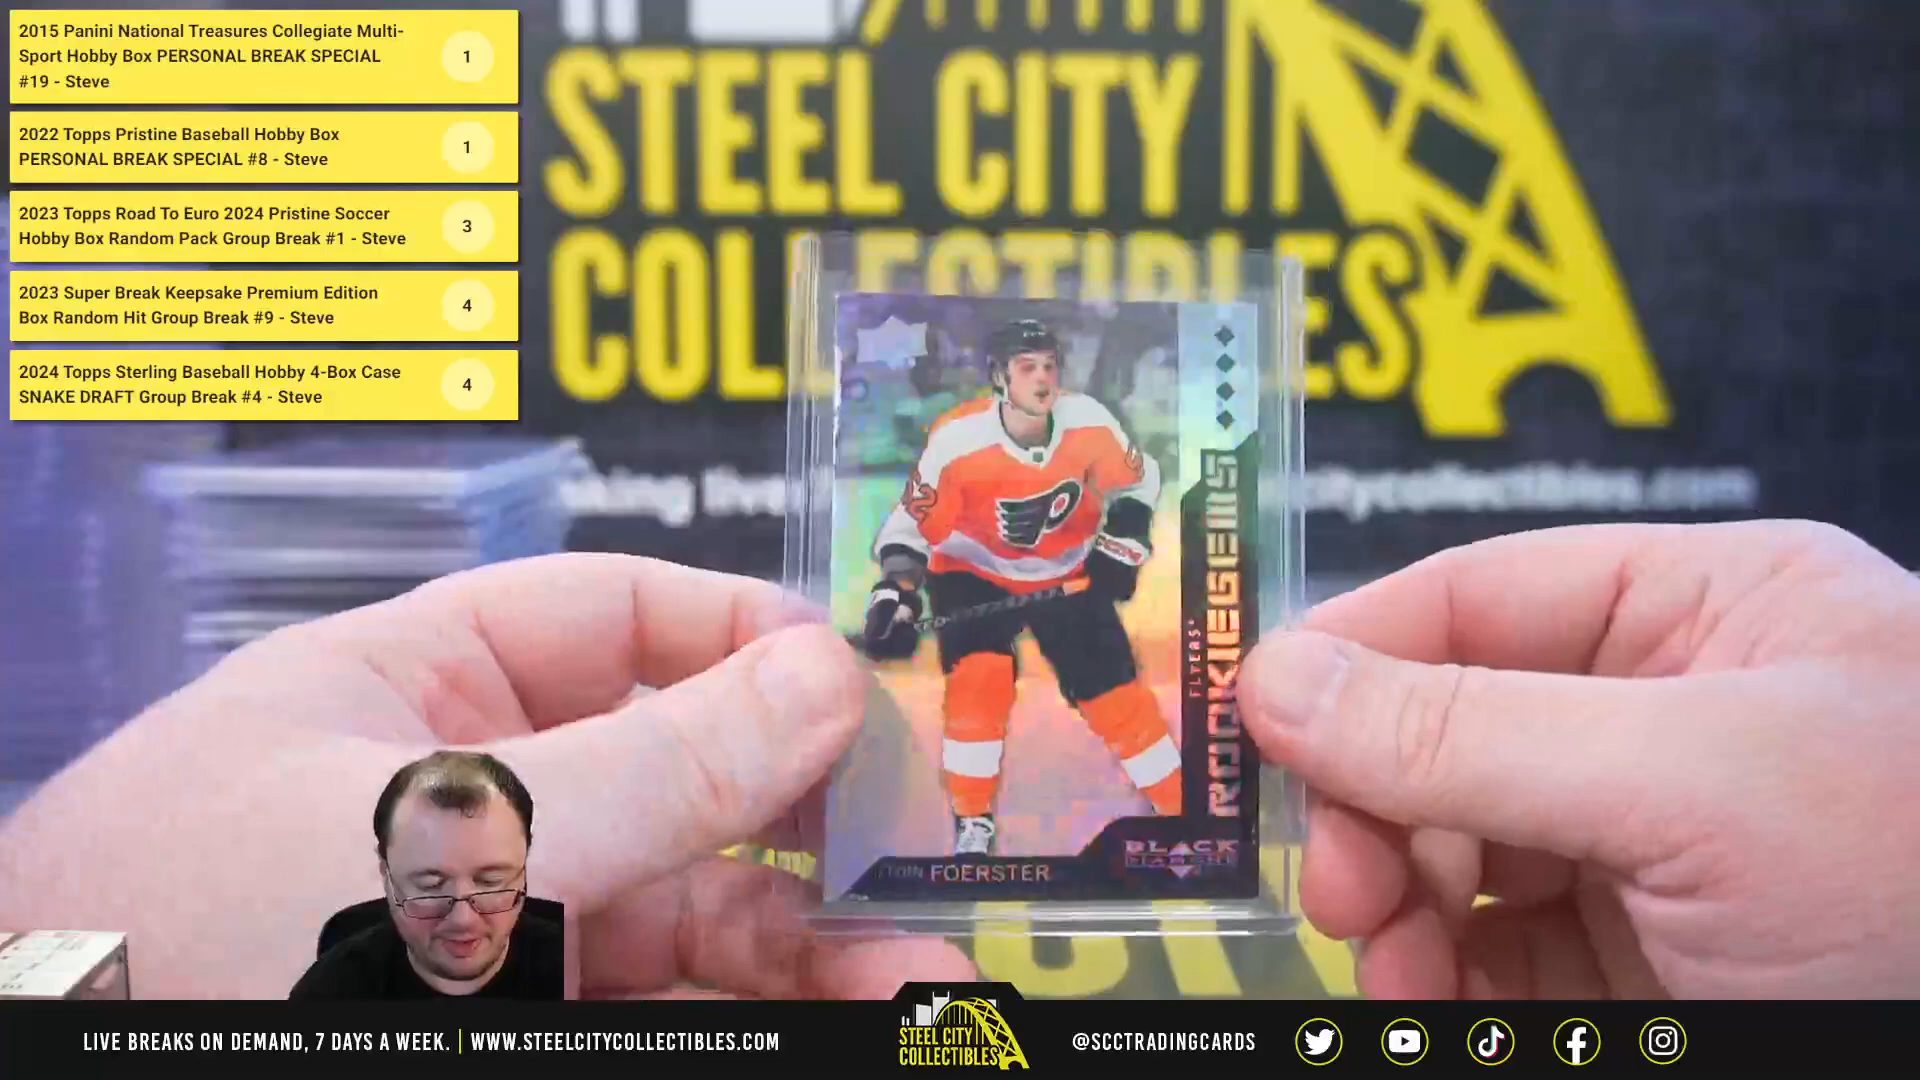 2015 Panini National Treasures Collegiate Multi-
Sport Hobby Box PERSONAL BREAK SPECIAL
#19 - Steve
1
2022 Topps Pristine Baseball Hobby Box
PERSONAL BREAK SPECIAL #8 - Steve
1
2023 Topps Road To Euro 2024 Pristine Soccer
Hobby Box Random Pack Group Break #1 - Steve
3
2023 Super Break Keepsake Premium Edition
Box Random Hit Group Break #9 - Steve
4
2024 Topps Sterling Baseball Hobby 4-Box Case
SNAKE DRAFT Group Break #4 - Steve
4
STEEL CITY
COLLECTIBLES
52
FLYERS
ROOKIE GEMS
BLACK
DIAMOND
FOERSTER
LIVE BREAKS ON DEMAND, 7 DAYS A WEEK. | WWW.STEELCITYCOLLECTIBLES.COM
STEEL CITY
COLLECTIBLES
@SCCTRADINGCARDS